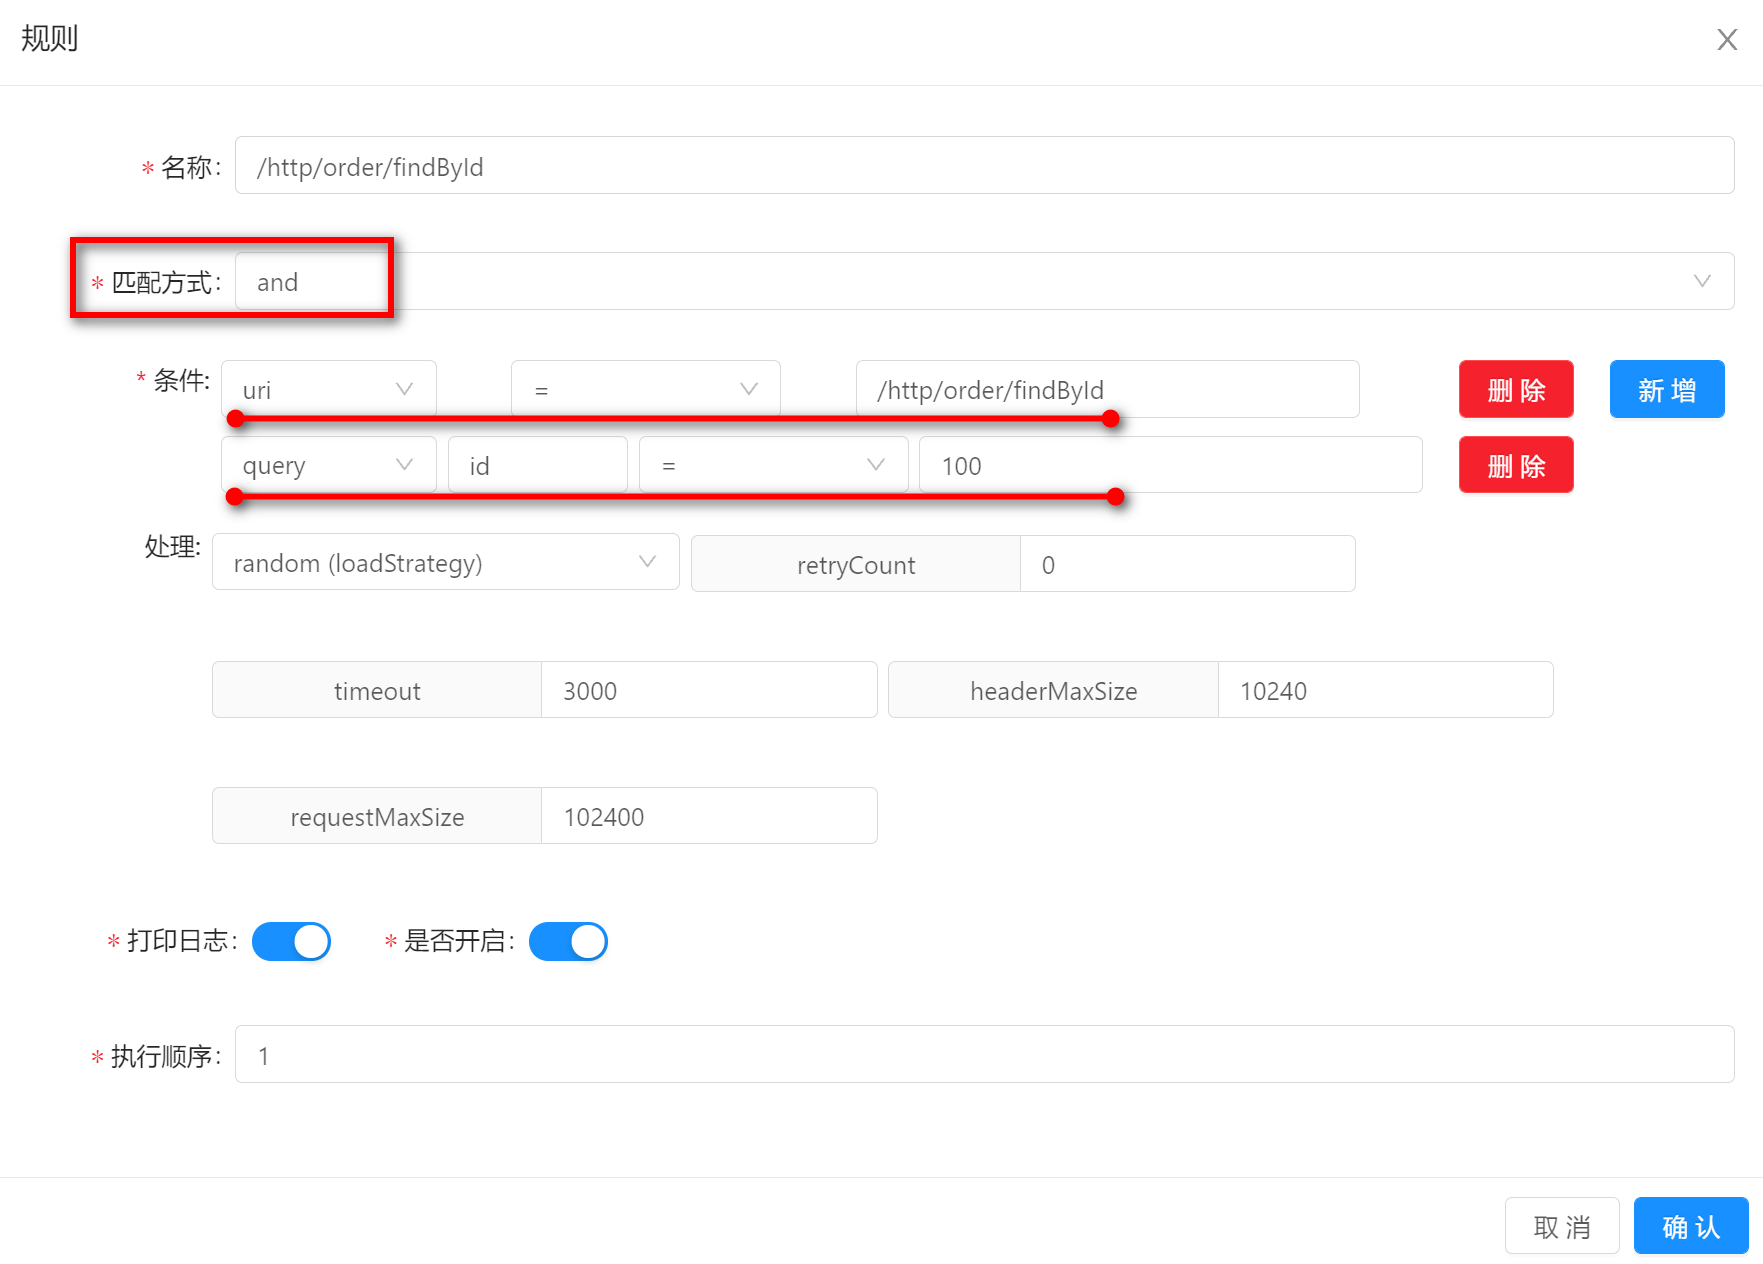 规则
* 名称: /http/order/findById
* 匹配方式: and
* 条件: uri = /http/order/findById 删 除 新 增
query id = 100 删 除
处理: random (loadStrategy) retryCount 0
timeout 3000 headerMaxSize 10240
requestMaxSize 102400
* 打印日志: * 是否开启:
* 执行顺序: 1
取 消 确 认